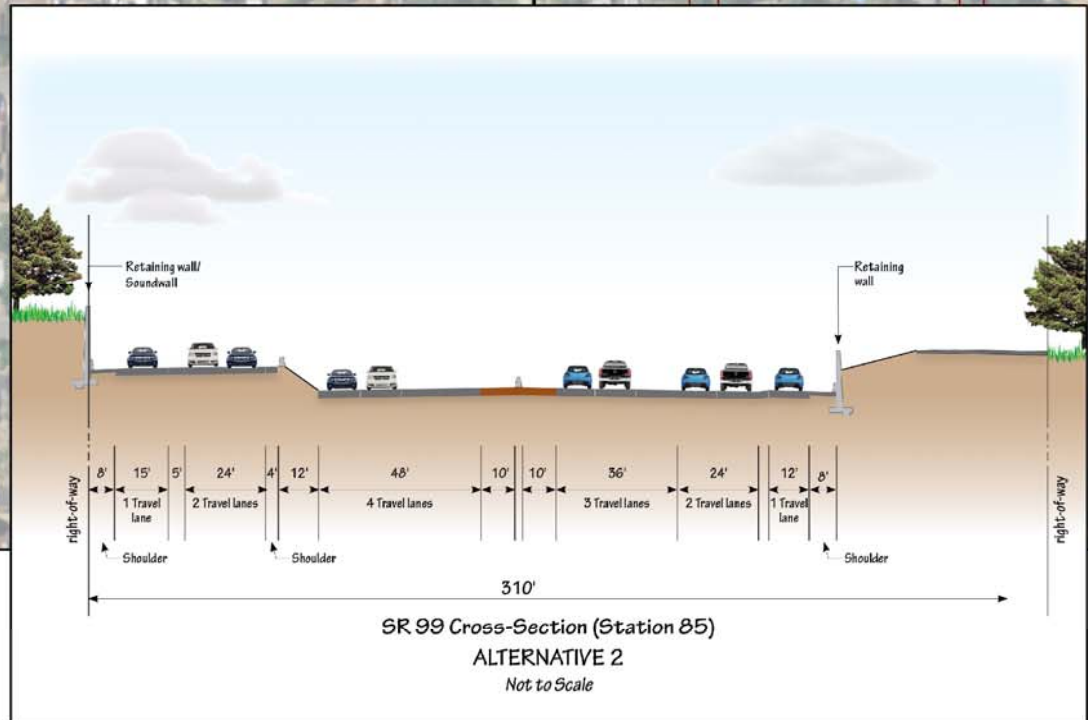 Retaining wall/
Soundwall
Retaining
wall
8' 15' 5' 24' 4' 12' 48' 10' 10' 36' 24' 12' 8'
1 Travel
lane
2 Travel lanes
4 Travel lanes
3 Travel lanes
2 Travel lanes
1 Travel
lane
right-of-way
right-of-way
Shoulder
Shoulder
Shoulder
310'
SR 99 Cross-Section (Station 85)
ALTERNATIVE 2
Not to Scale